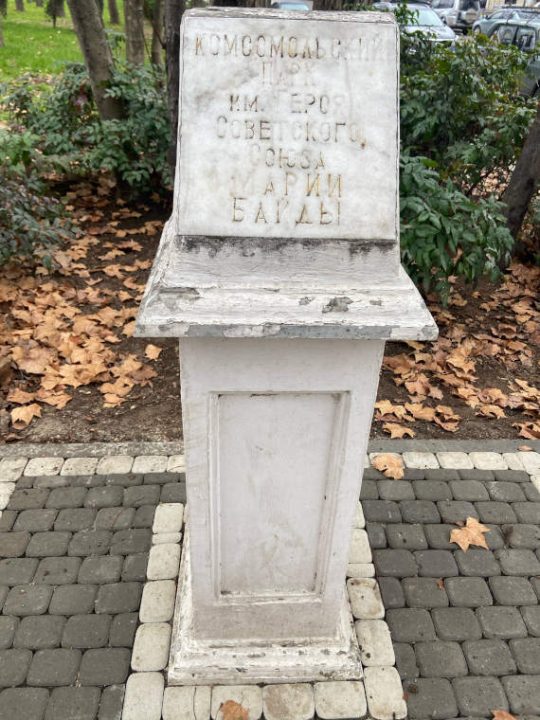 КОМСОМОЛЬСКИЙ
ПАРК
ИМ. ГЕРОЯ
СОВЕТСКОГО
СОЮЗА
МАРИИ
БАЙДЫ